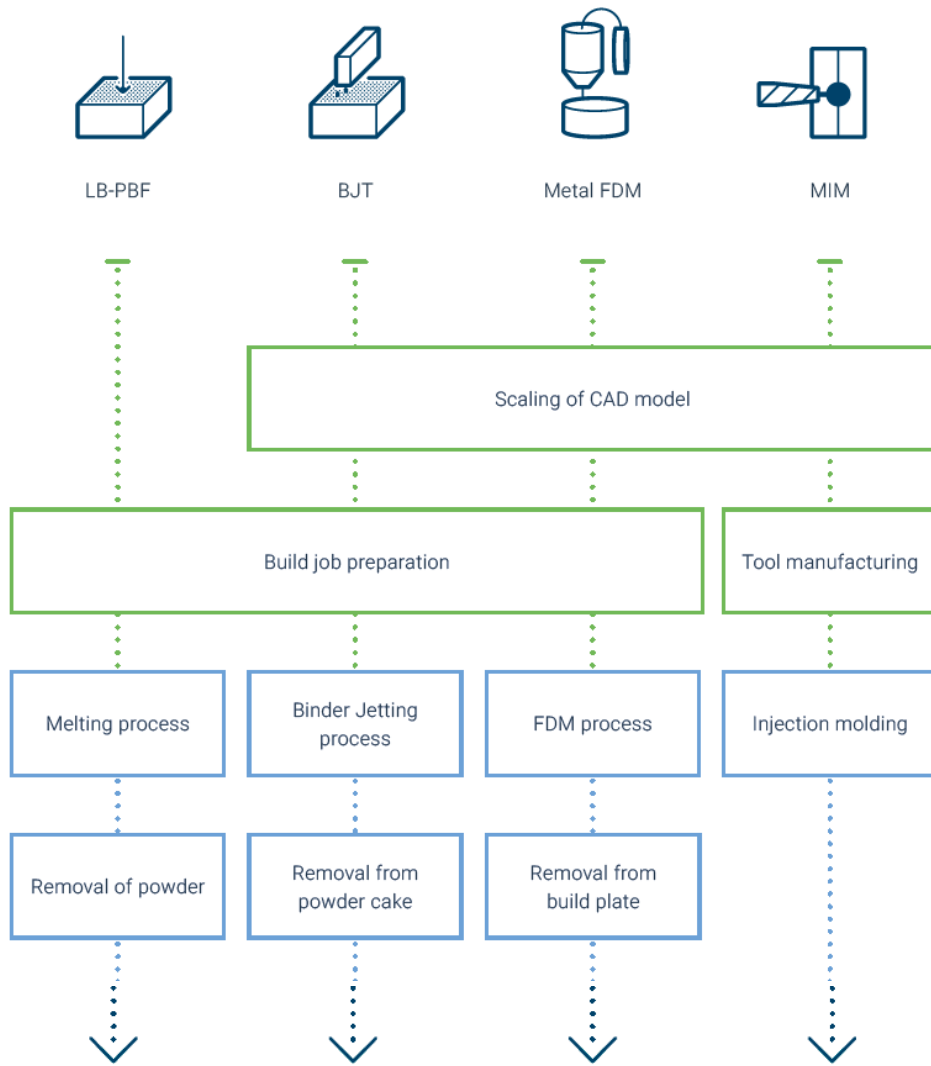 LB-PBF
BJT
Metal FDM
MIM
Scaling of CAD model
Build job preparation
Tool manufacturing
Melting process
Binder Jetting
process
FDM process
Injection molding
Removal of powder
Removal from
powder cake
Removal from
build plate